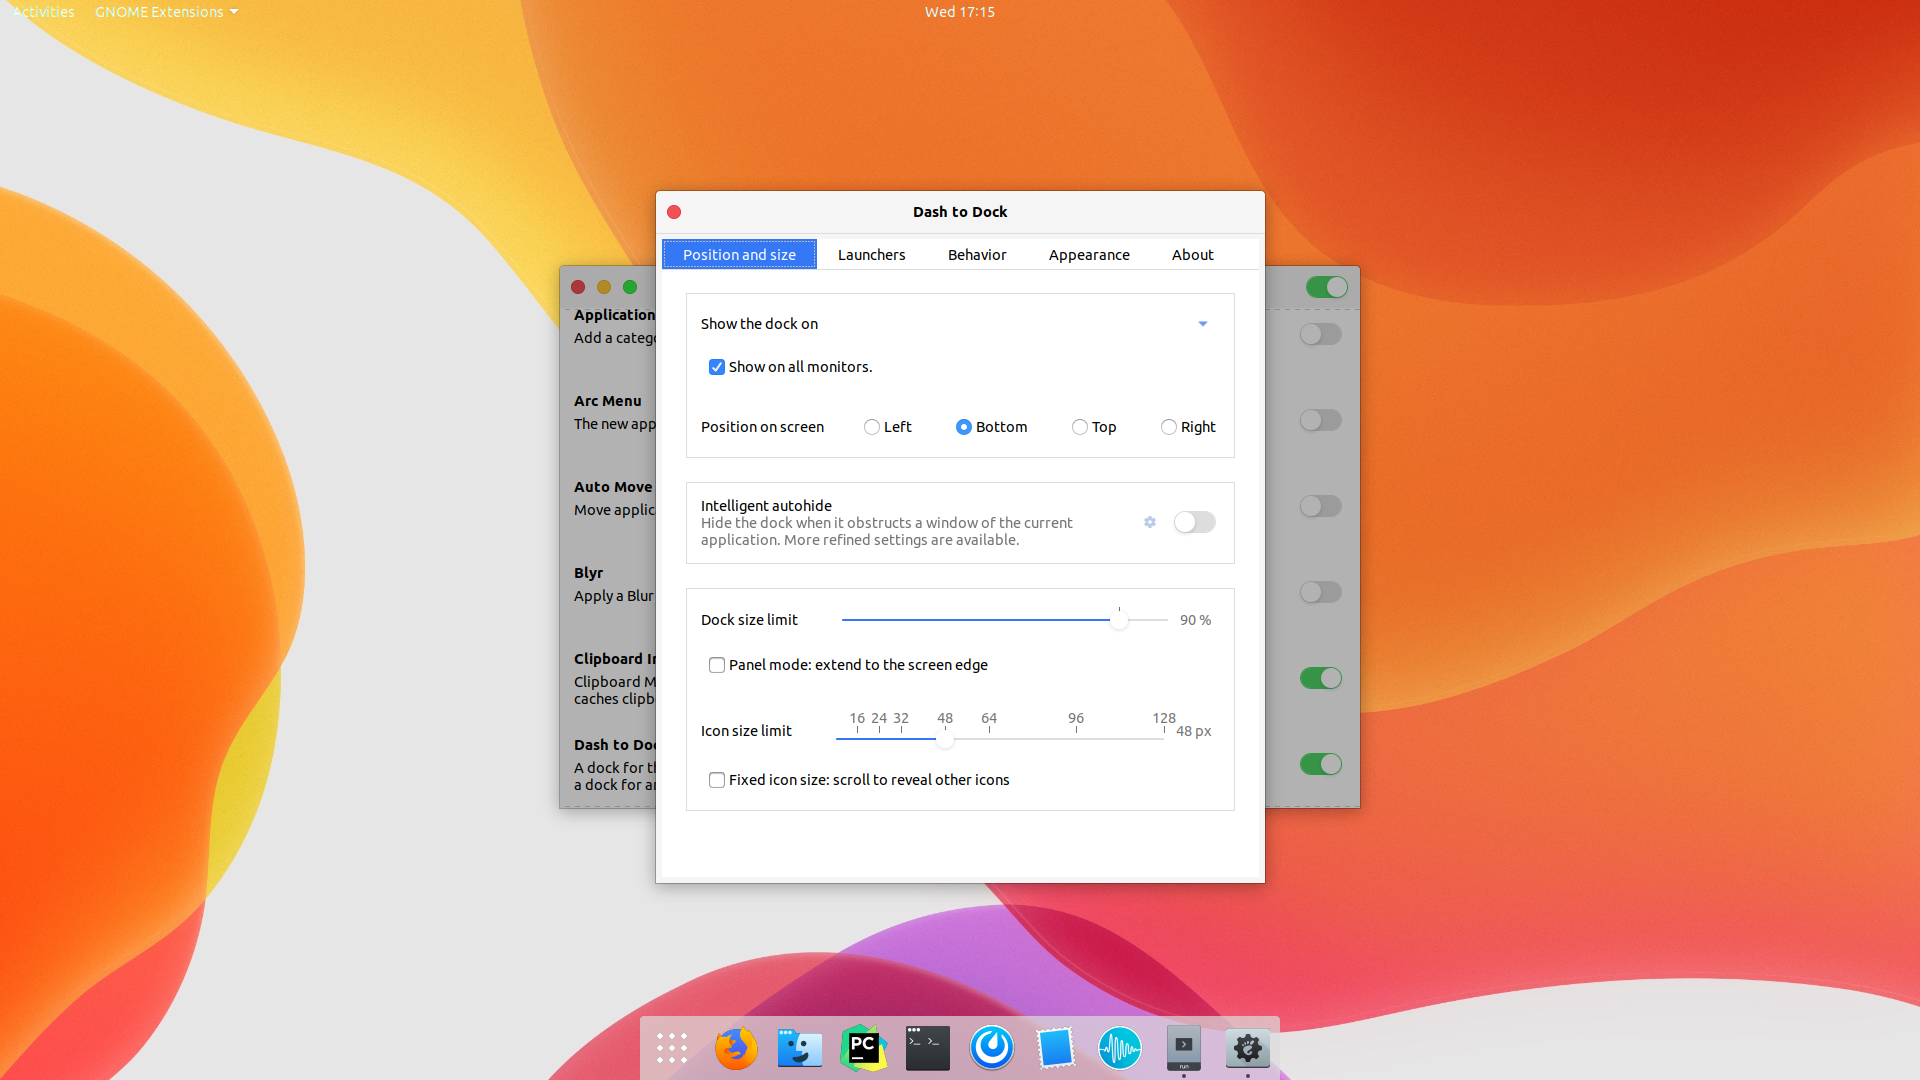 Activities
GNOME Extensions
Wed 17:15
Dash to Dock
Position and size
Launchers
Behavior
Appearance
About
Show the dock on
Show on all monitors.
Position on screen
Left
Bottom
Top
Right
Intelligent autohide
Hide the dock when it obstructs a window of the current
application. More refined settings are available.
Dock size limit
90 %
Panel mode: extend to the screen edge
16 24 32 48 64 96 128
Icon size limit
48 px
Fixed icon size: scroll to reveal other icons
Application
Add a catego
Arc Menu
The new app
Auto Move
Move applic
Blyr
Apply a Blur
Clipboard In
Clipboard M
caches clipb
Dash to Doc
A dock for th
a dock for an
PC
>_ >_
run